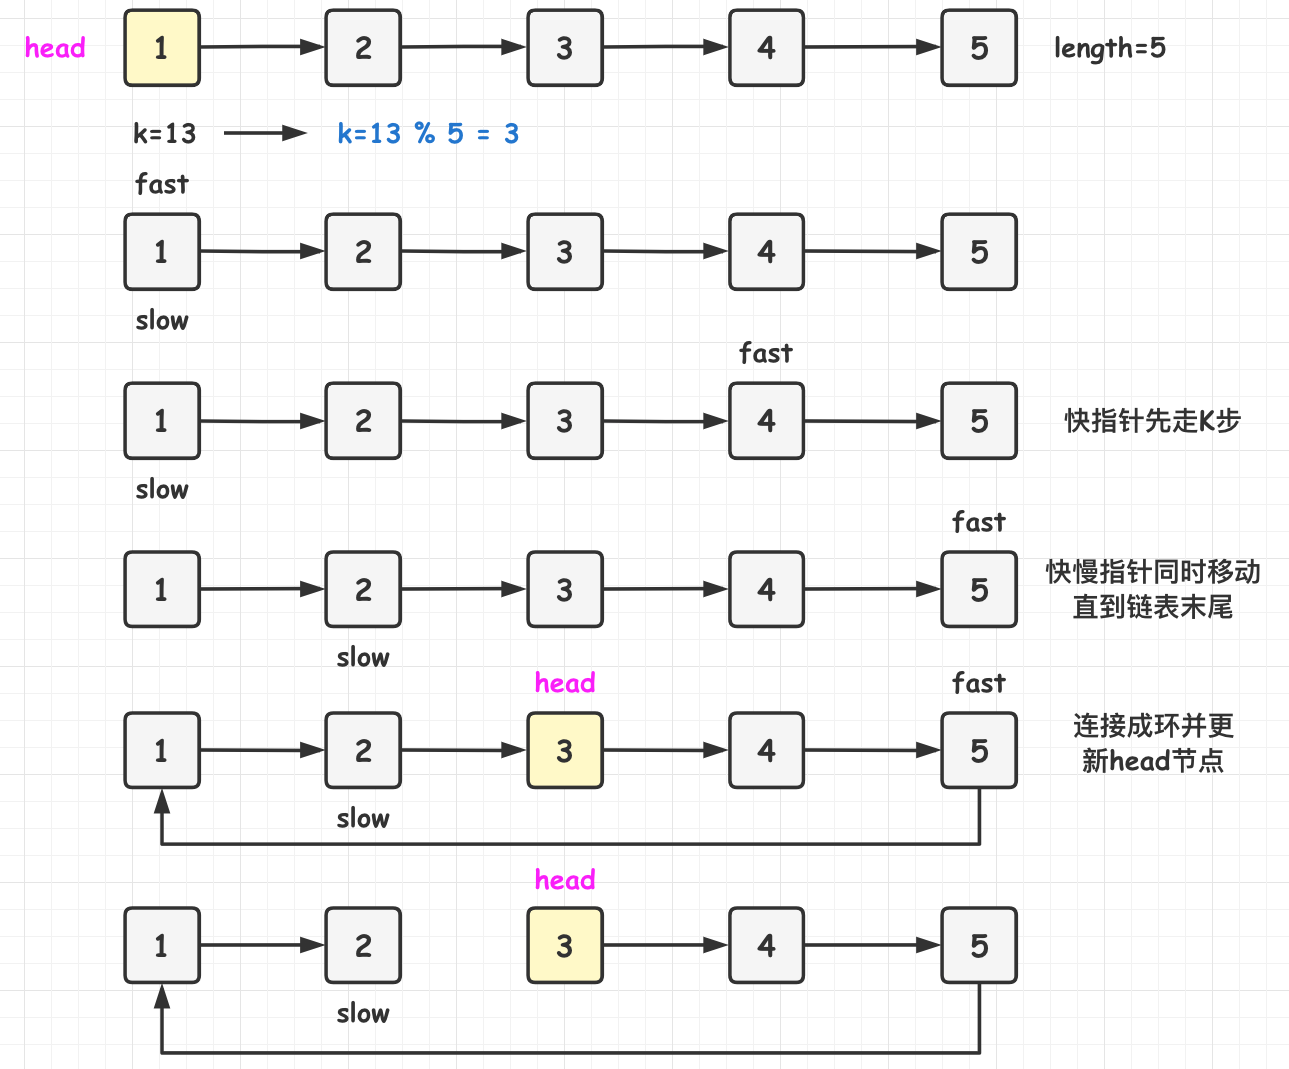 head 1 2 3 4 5 length=5
k=13 k=13 % 5 = 3
fast
1 2 3 4 5
slow
fast
1 2 3 4 5 快指针先走K步
slow
fast
1 2 3 4 5 快慢指针同时移动
直到链表末尾
slow
head fast
1 2 3 4 5 连接成环并更
新head节点
slow
head
1 2 3 4 5
slow